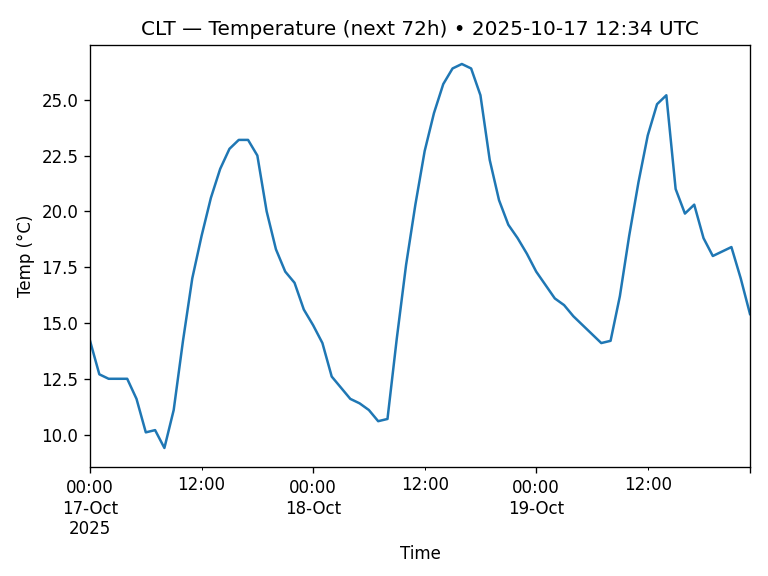 CLT — Temperature (next 72h) • 2025-10-17 12:34 UTC
25.0
22.5
20.0
17.5
15.0
12.5
10.0
Temp (°C)
00:00 12:00 00:00 12:00 00:00 12:00
17-Oct 18-Oct 19-Oct
2025
Time